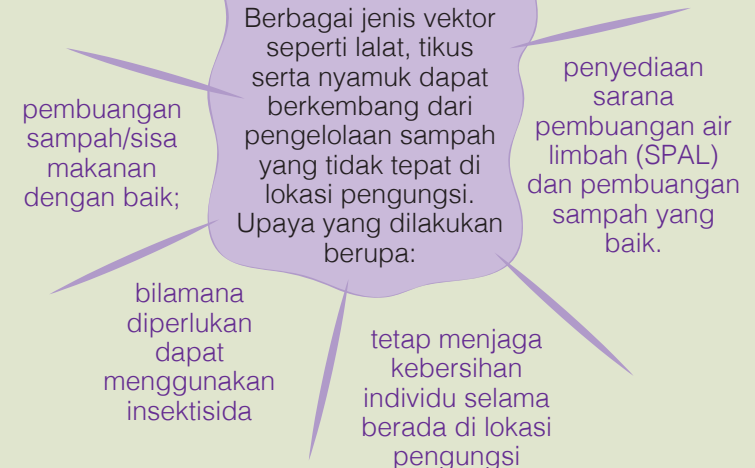 Berbagai jenis vektor
seperti lalat, tikus
serta nyamuk dapat
berkembang dari
pengelolaan sampah
yang tidak tepat di
lokasi pengungsi.
Upaya yang dilakukan
berupa:
pembuangan
sampah/sisa
makanan
dengan baik;
bilamana
diperlukan
dapat
menggunakan
insektisida
tetap menjaga
kebersihan
individu selama
berada di lokasi
pengungsi
penyediaan
sarana
pembuangan air
limbah (SPAL)
dan pembuangan
sampah yang
baik.